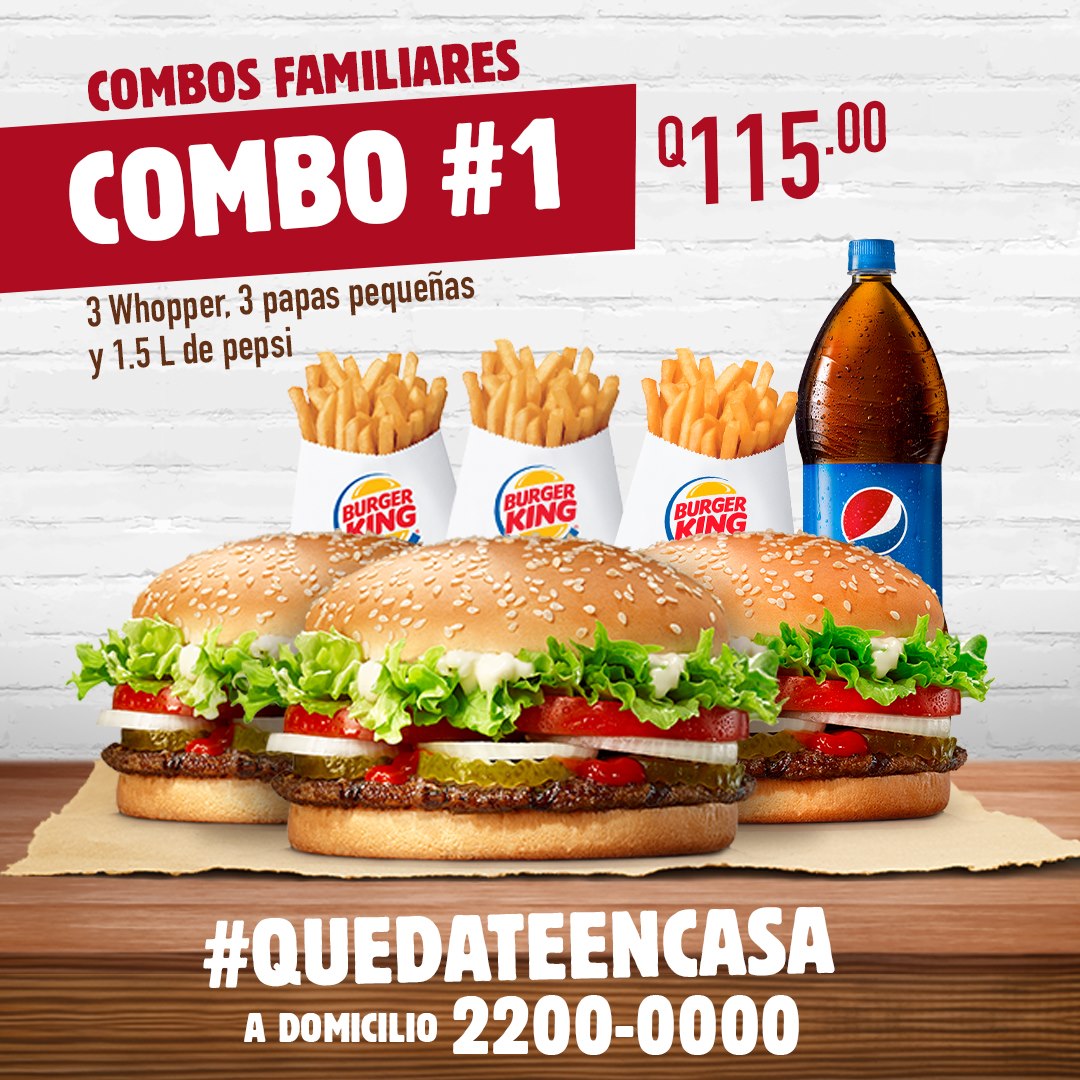 COMBOS FAMILIARES
COMBO #1
Q115.00
3 Whopper, 3 papas pequeñas
y 1.5 L de pepsi
BURGER
KING
BURGER
KING
BURGER
KING
#QUEDATEENCASA
A DOMICILIO 2200-0000